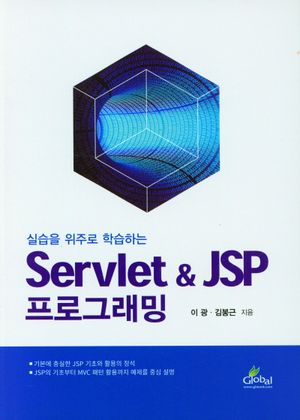 실습을 위주로 학습하는
Servlet & JSP
프로그래밍
이 광 · 김봉근 지음
• 기본에 충실한 JSP 기초와 활용의 정석
• JSP의 기초부터 MVC 패턴 활용까지 예제를 중심 설명
Global